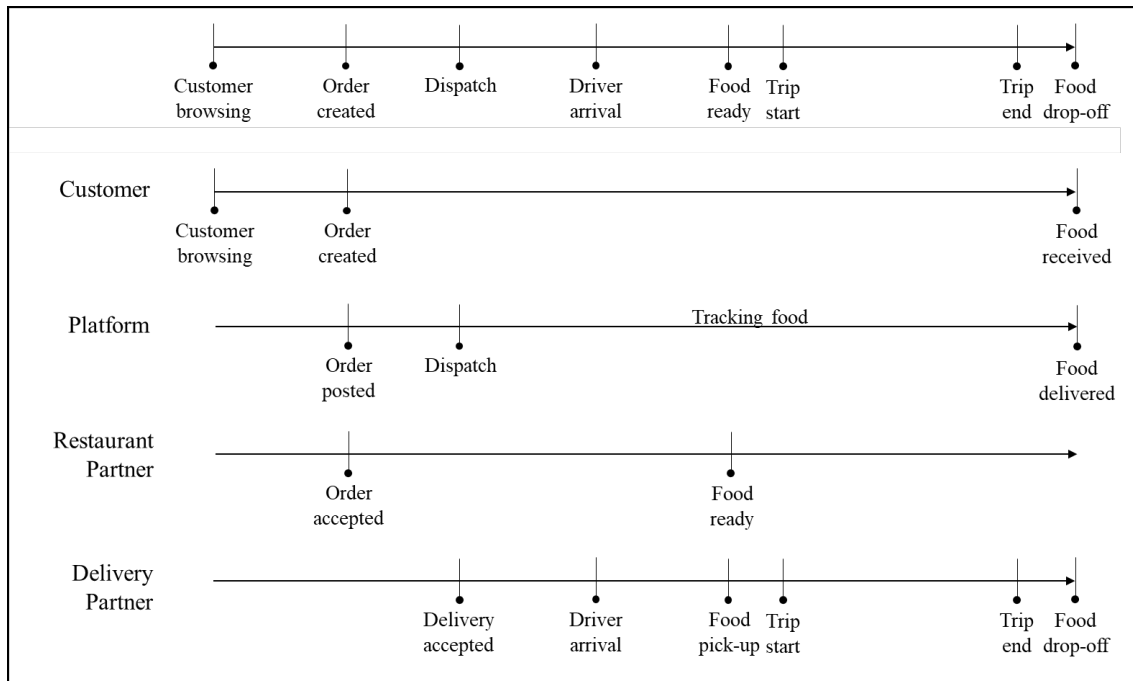 Customer browsing
Order created
Dispatch
Driver arrival
Food ready
Trip start
Trip end
Food drop-off
Customer
Customer browsing
Order created
Food received
Platform
Tracking food
Order posted
Dispatch
Food delivered
Restaurant Partner
Order accepted
Food ready
Delivery Partner
Delivery accepted
Driver arrival
Food pick-up
Trip start
Trip end
Food drop-off